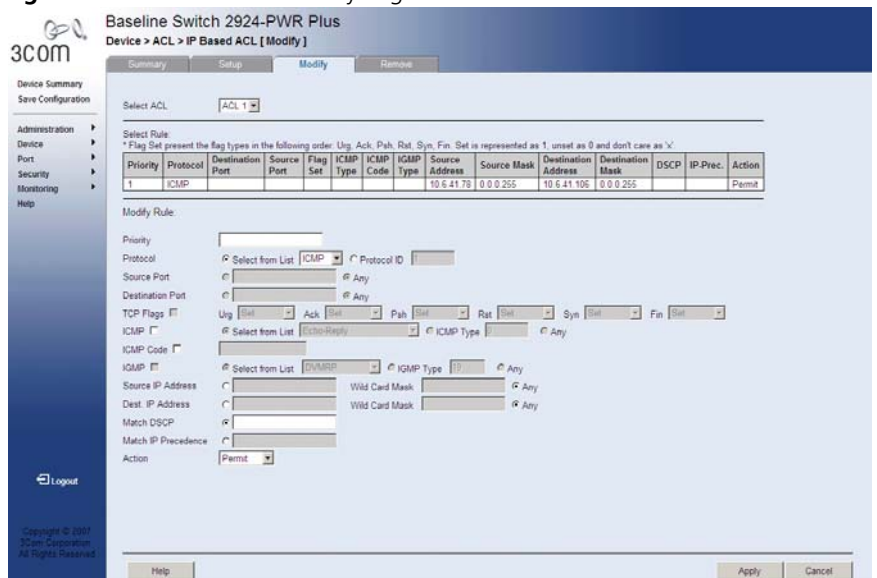 Baseline Switch 2924-PWR Plus
Device > ACL > IP Based ACL [ Modify ]
3COM
Summary Setup Modify Remove
Device Summary
Save Configuration
Administration
Device
Port
Security
Monitoring
Help
Logout
Copyright © 2007
3Com Corporation
All Rights Reserved
Select ACL ACL 1
Select Rule:
* Flag Set present the flag types in the following order: Urg, Ack, Psh, Rst, Syn, Fin. Set is represented as 1, unset as 0 and don't care as 'x'.
Priority Protocol Destination Port Source Port Flag Set ICMP Type ICMP Code IGMP Type Source Address Source Mask Destination Address Destination Mask DSCP IP-Prec. Action
1 ICMP 10.6.41.78 0.0.0.255 10.6.41.106 0.0.0.255 Permit
Modify Rule:
Priority
Protocol Select from List ICMP Protocol ID 1
Source Port Any
Destination Port Any
TCP Flags Urg Set Ack Set Psh Set Rst Set Syn Set Fin Set
ICMP Select from List Echo-Reply ICMP Type 0 Any
ICMP Code
IGMP Select from List DVMRP IGMP Type 19 Any
Source IP Address Wild Card Mask Any
Dest. IP Address Wild Card Mask Any
Match DSCP
Match IP Precedence
Action Permit
Help Apply Cancel